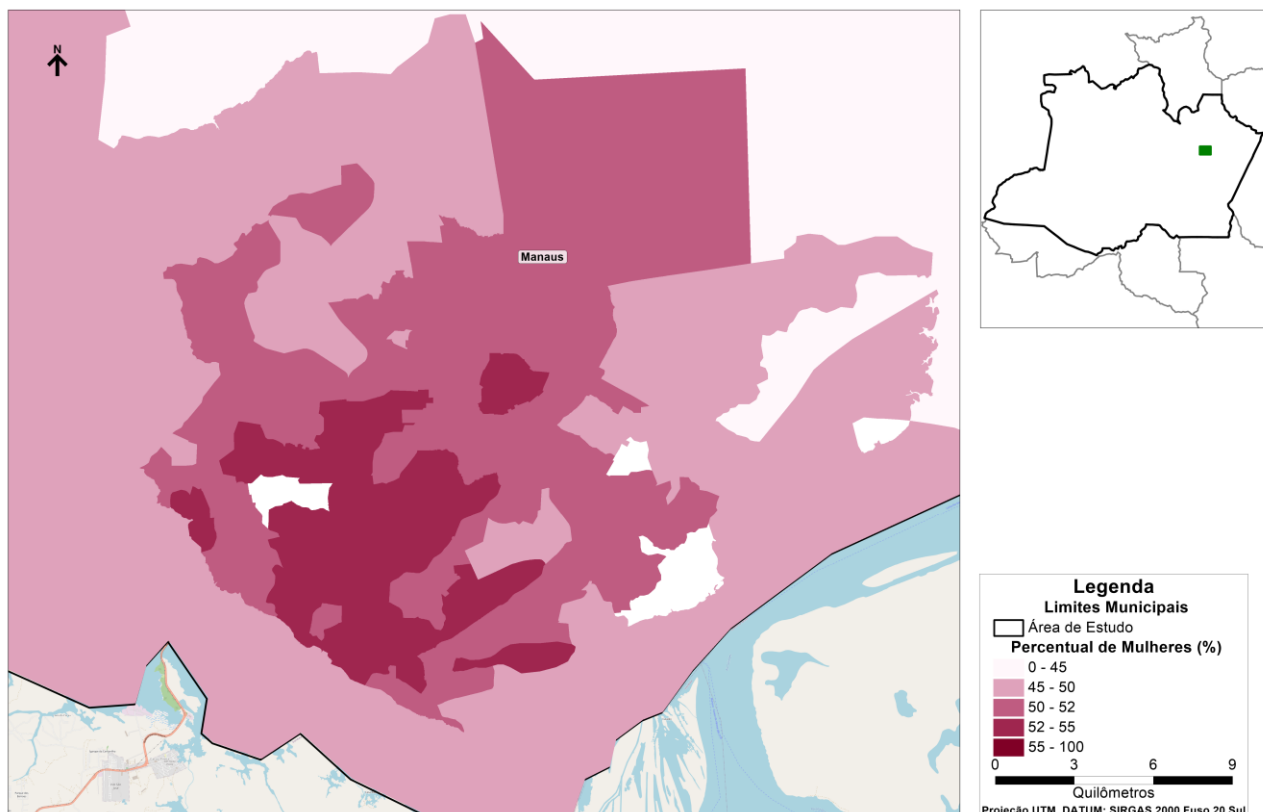 N
Manaus
Legenda
Limites Municipais
Área de Estudo
Percentual de Mulheres (%)
0 - 45
45 - 50
50 - 52
52 - 55
55 - 100
0 3 6 9
Quilômetros
Projeção UTM DATUM: SIRGAS 2000 Fuso 20 Sul